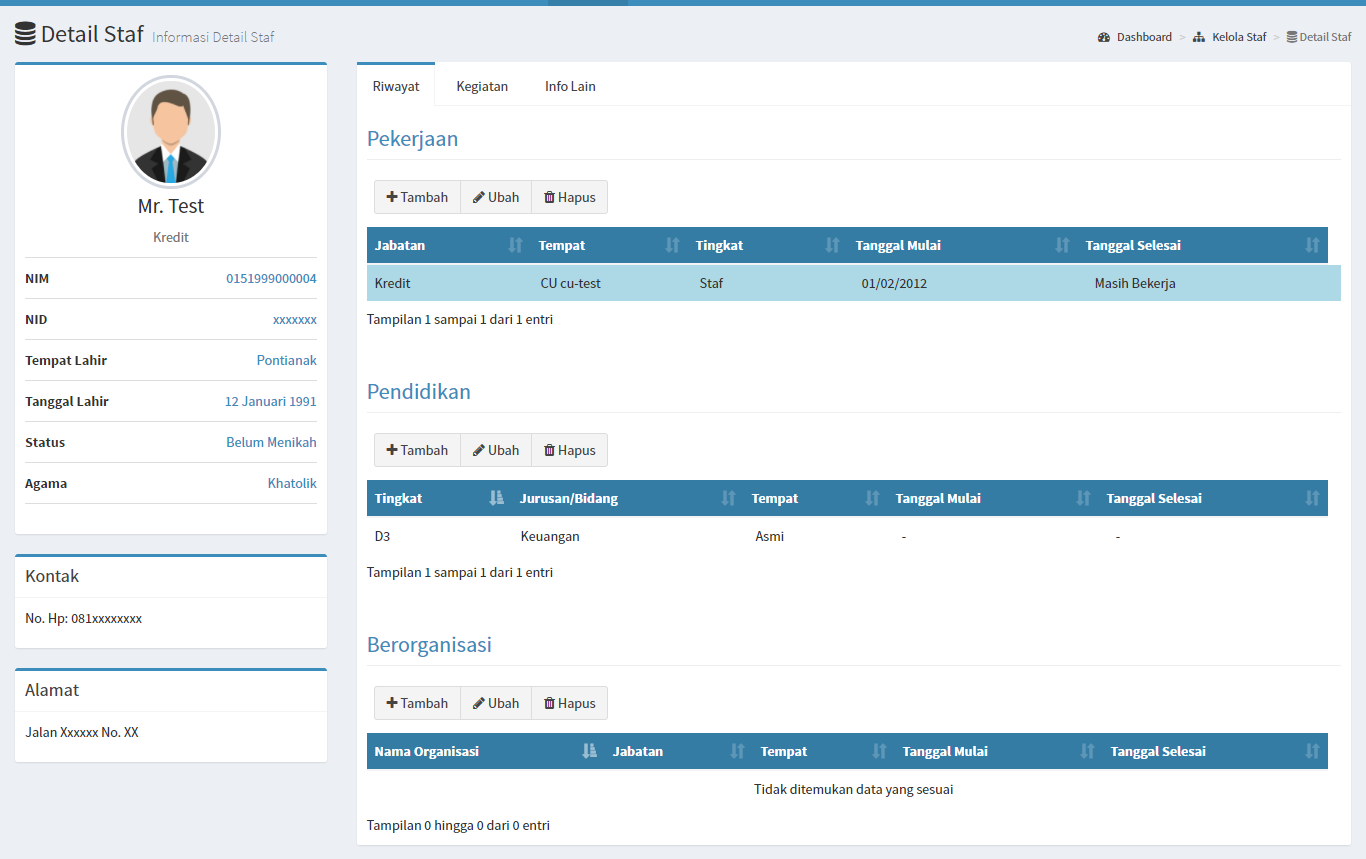 Detail Staf Informasi Detail Staf
Dashboard > Kelola Staf > Detail Staf
Mr. Test
Kredit
NIM 0151999000004
NID xxxxxxx
Tempat Lahir Pontianak
Tanggal Lahir 12 Januari 1991
Status Belum Menikah
Agama Khatolik
Kontak
No. Hp: 081xxxxxxxx
Alamat
Jalan Xxxxxx No. XX
Riwayat Kegiatan Info Lain
Pekerjaan
Tambah Ubah Hapus
Jabatan Tempat Tingkat Tanggal Mulai Tanggal Selesai
Kredit CU cu-test Staf 01/02/2012 Masih Bekerja
Tampilan 1 sampai 1 dari 1 entri
Pendidikan
Tambah Ubah Hapus
Tingkat Jurusan/Bidang Tempat Tanggal Mulai Tanggal Selesai
D3 Keuangan Asmi - -
Tampilan 1 sampai 1 dari 1 entri
Berorganisasi
Tambah Ubah Hapus
Nama Organisasi Jabatan Tempat Tanggal Mulai Tanggal Selesai
Tidak ditemukan data yang sesuai
Tampilan 0 hingga 0 dari 0 entri